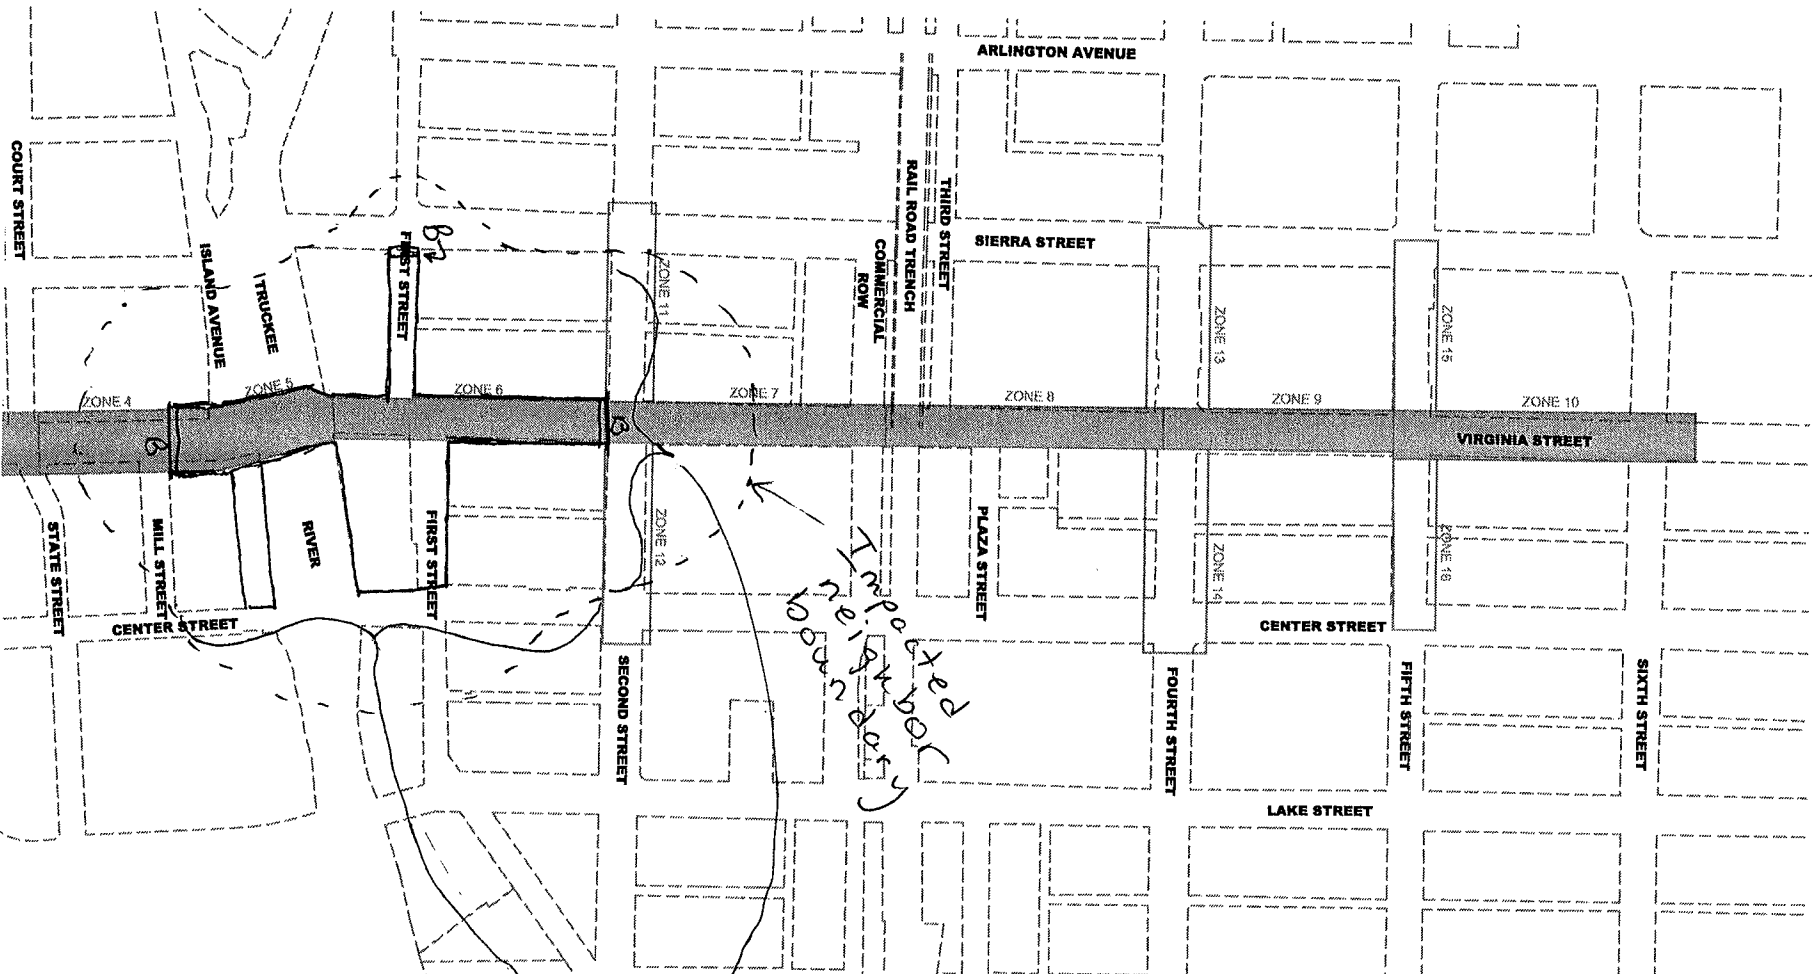 ARLINGTON AVENUE
COURT STREET
RAIL ROAD TRENCH
THIRD STREET
SIERRA STREET
ISLAND AVENUE
TRUCKEE
FIRST STREET
B
ZONE 11
COMMERCIAL
ROW
ZONE 13
ZONE 15
ZONE 4
ZONE 5
ZONE 6
ZONE 7
ZONE 8
ZONE 9
ZONE 10
B
B
VIRGINIA STREET
STATE STREET
MILL STREET
RIVER
FIRST STREET
ZONE 12
PLAZA STREET
ZONE 14
ZONE 16
Impacted
neighbor
boundary
CENTER STREET
CENTER STREET
SECOND STREET
FOURTH STREET
FIFTH STREET
SIXTH STREET
LAKE STREET